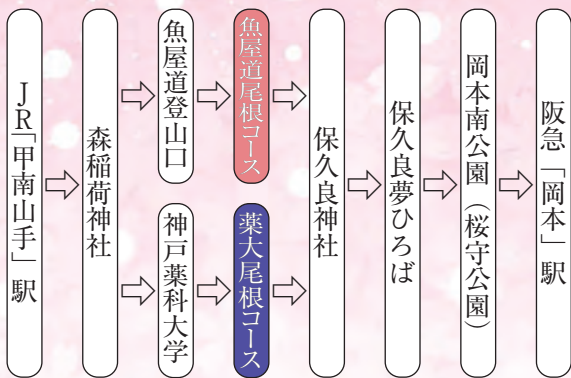 JR「甲南山手」駅
森稲荷神社
魚屋道登山口
魚屋道尾根コース
神戸薬科大学
薬大尾根コース
保久良神社
保久良夢ひろば
岡本南公園（桜守公園）
阪急「岡本」駅